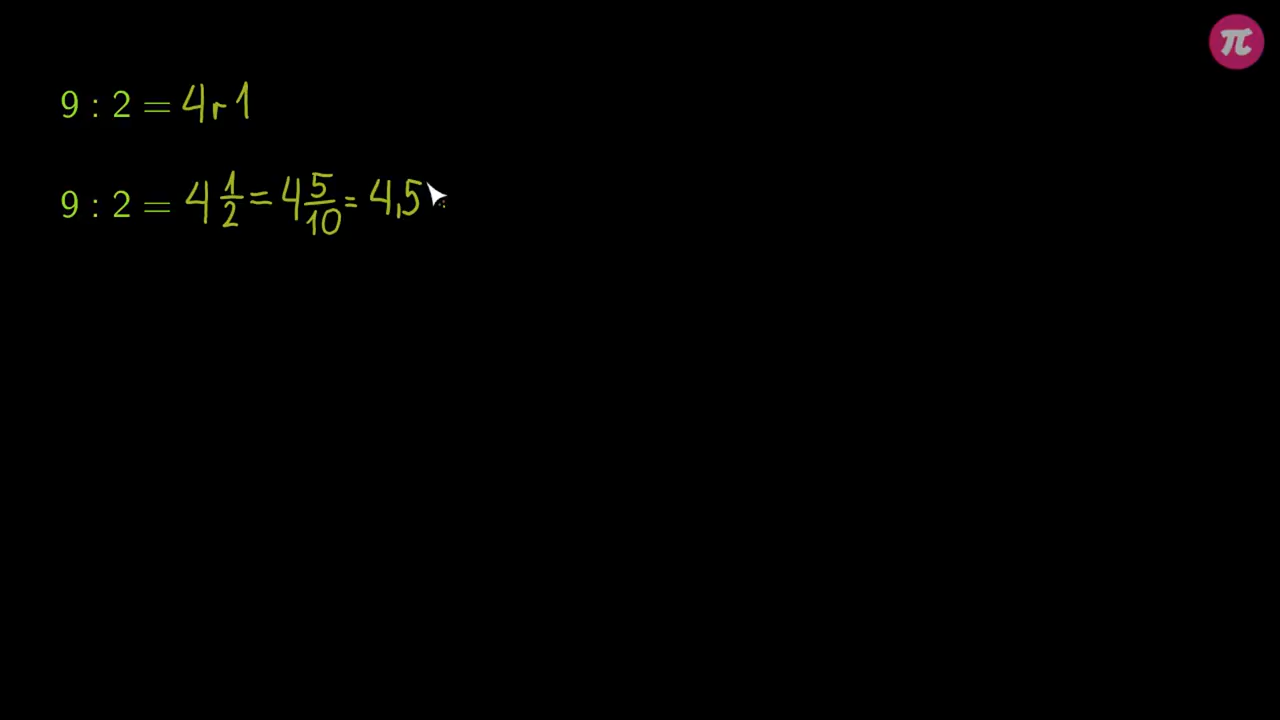 π
9 : 2 = 4 r 1
9 : 2 = 4 1/2 = 4 5/10 = 4,5